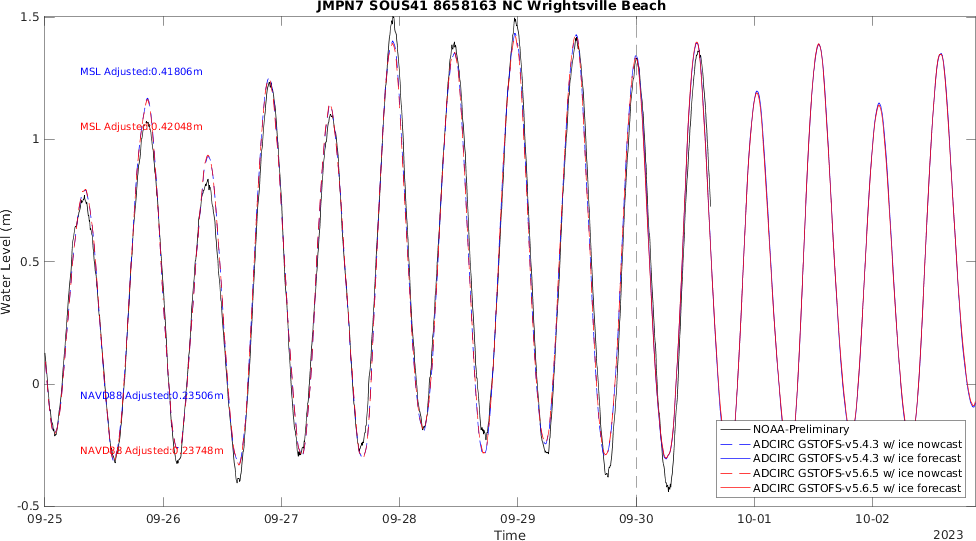 JMPN7 SOUS41 8658163 NC Wrightsville Beach
1.5
MSL Adjusted:0.41806m
MSL Adjusted:0.42048m
1
Water Level (m)
0.5
0
NAVD88 Adjusted:0.23506m
NAVD88 Adjusted:0.23748m
NOAA-Preliminary
ADCIRC GSTOFS-v5.4.3 w/ ice nowcast
ADCIRC GSTOFS-v5.4.3 w/ ice forecast
ADCIRC GSTOFS-v5.6.5 w/ ice nowcast
ADCIRC GSTOFS-v5.6.5 w/ ice forecast
-0.5
09-25 09-26 09-27 09-28 09-29 09-30 10-01 10-02
Time
2023